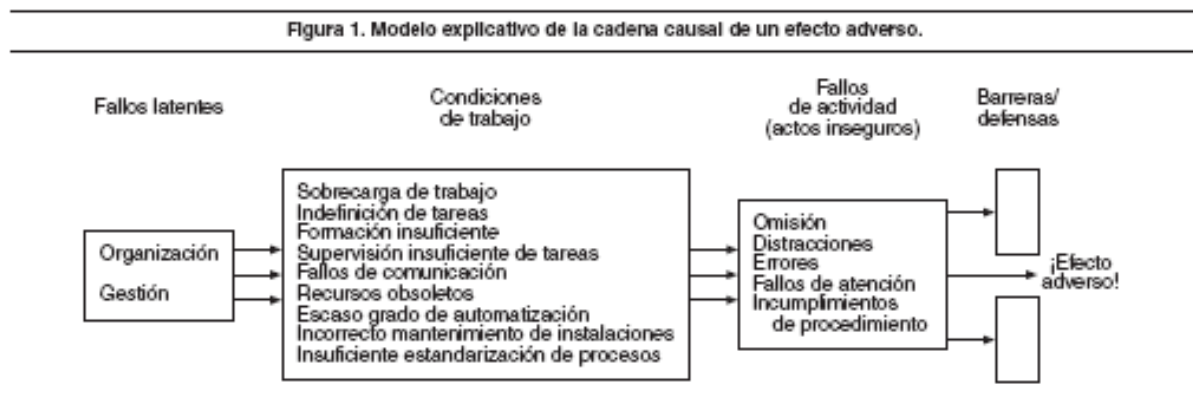 Figura 1. Modelo explicativo de la cadena causal de un efecto adverso.
Fallos latentes
Condiciones
de trabajo
Fallos
de actividad
(actos inseguros)
Barreras/
defensas
Organización
Gestión
Sobrecarga de trabajo
Indefinición de tareas
Formación insuficiente
Supervisión insuficiente de tareas
Fallos de comunicación
Recursos obsoletos
Escaso grado de automatización
Incorrecto mantenimiento de instalaciones
Insuficiente estandarización de procesos
Omisión
Distracciones
Errores
Fallos de atención
Incumplimientos
de procedimiento
¡Efecto
adverso!